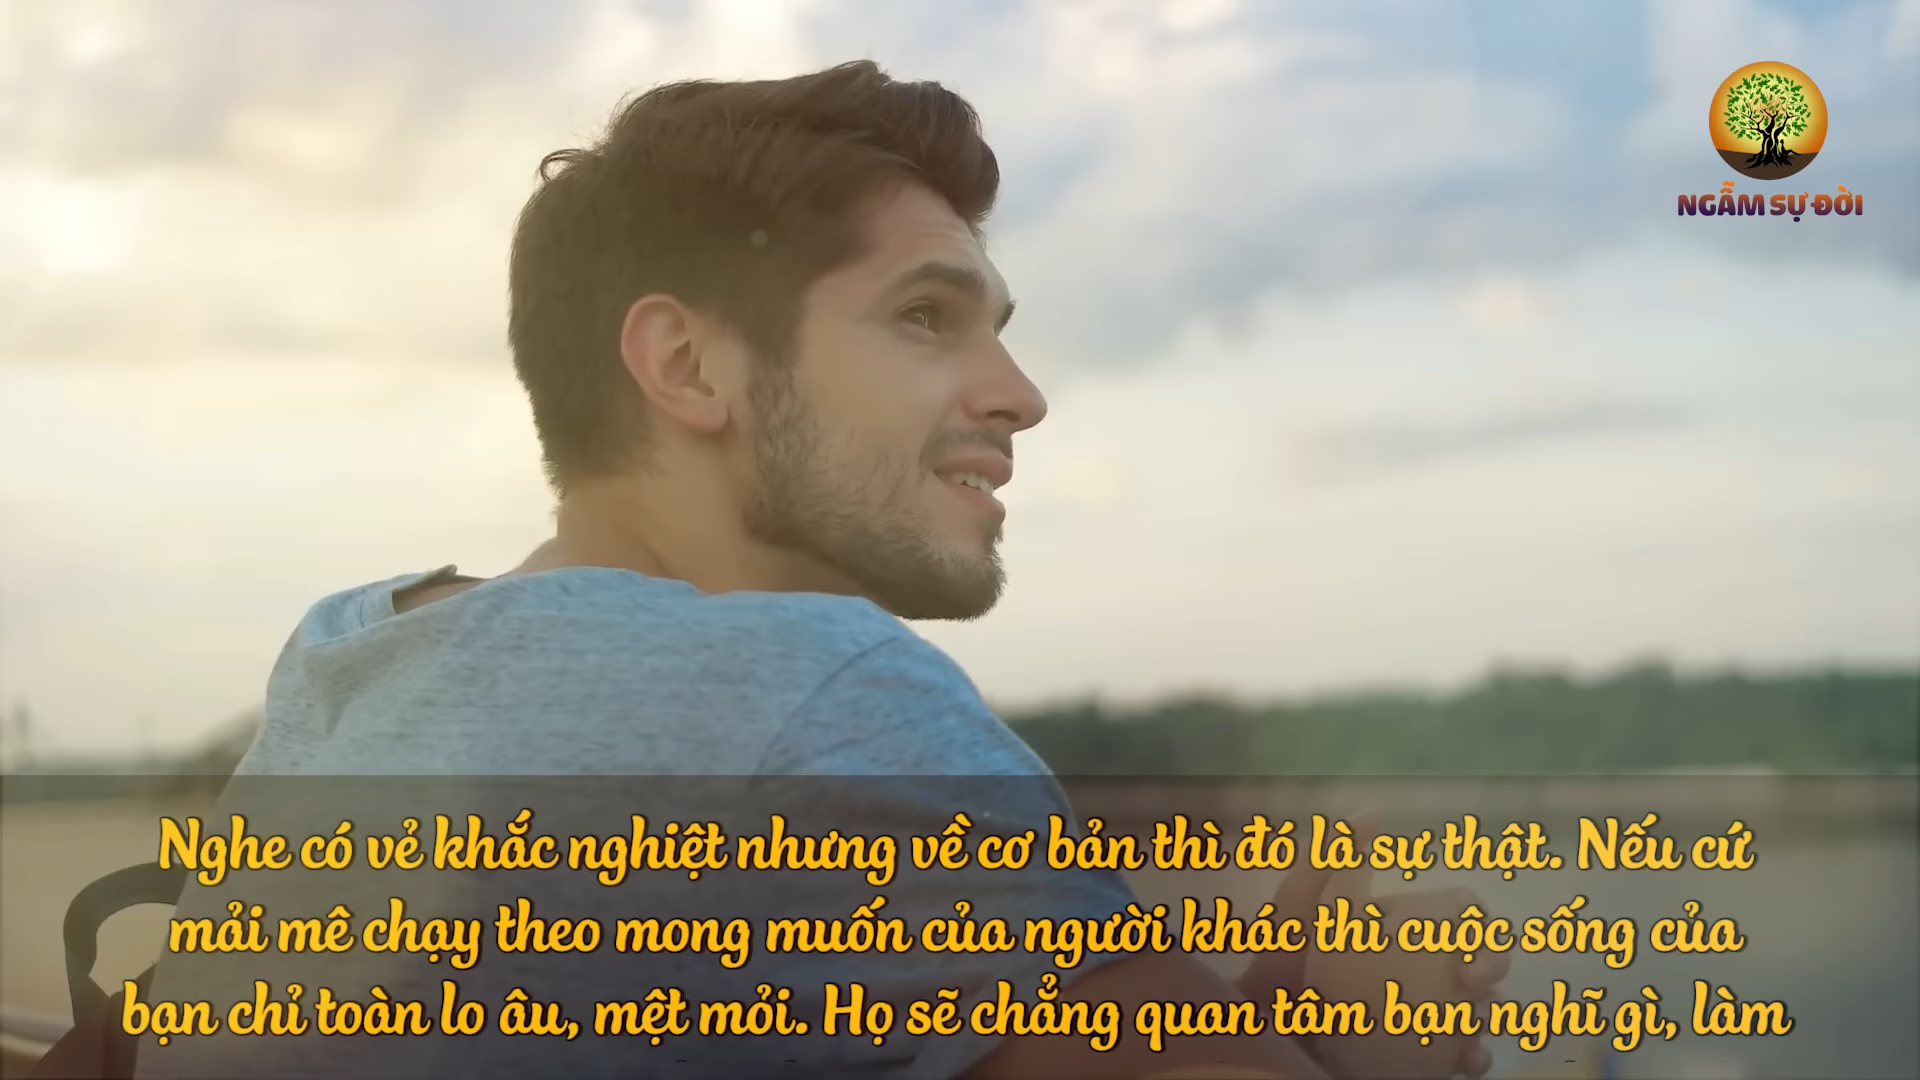 NGẪM SỰ ĐỜI
Nghe có vẻ khắc nghiệt nhưng về cơ bản thì đó là sự thật. Nếu cứ
mải mê chạy theo mong muốn của người khác thì cuộc sống của
bạn chỉ toàn lo âu, mệt mỏi. Họ sẽ chẳng quan tâm bạn nghĩ gì, làm